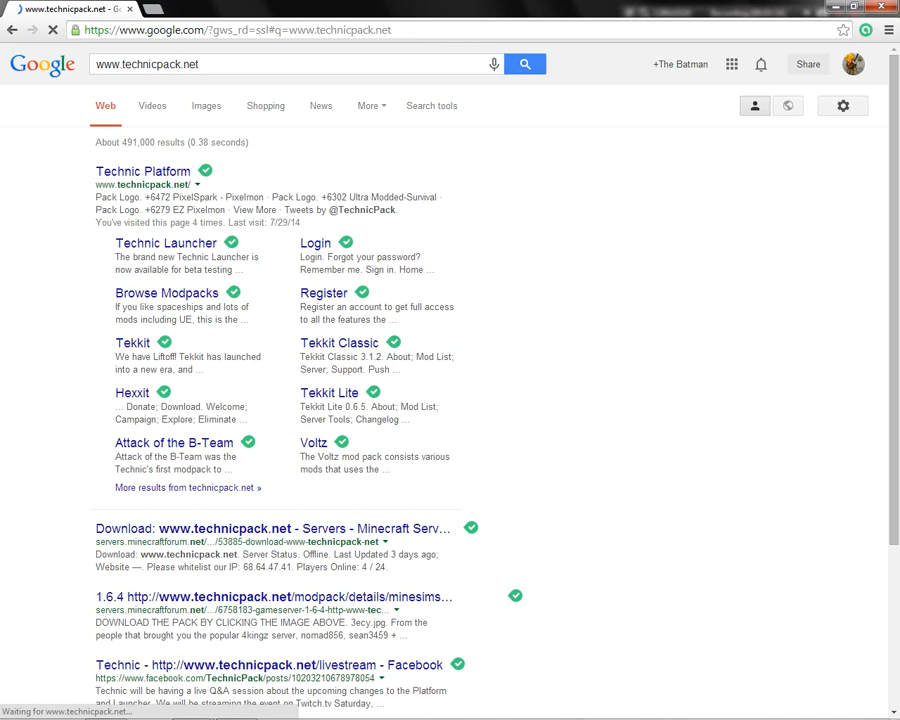 www.technicpack.net - G
https://www.google.com/?gws_rd=ssl#q=www.technicpack.net
Google
www.technicpack.net
+The Batman
Share
Web
Videos
Images
Shopping
News
More
Search tools
About 491,000 results (0.38 seconds)
Technic Platform
www.technicpack.net/
Pack Logo. +6472 PixelSpark - Pixelmon · Pack Logo. +6302 Ultra Modded-Survival ·
Pack Logo. +6279 EZ Pixelmon · View More · Tweets by @TechnicPack.
You've visited this page 4 times. Last visit: 7/29/14
Technic Launcher
The brand new Technic Launcher is
now available for beta testing ...
Login
Login. Forgot your password?
Remember me. Sign in. Home ...
Browse Modpacks
If you like spaceships and lots of
mods including UE, this is the ...
Register
Register an account to get full access
to all the features the ...
Tekkit
We have Liftoff! Tekkit has launched
into a new era, and ...
Tekkit Classic
Tekkit Classic 3.1.2. About; Mod List;
Server; Support. Push ...
Hexxit
... Donate; Download. Welcome;
Campaign; Explore; Eliminate ...
Tekkit Lite
Tekkit Lite 0.6.5. About; Mod List;
Server Tools; Changelog ...
Attack of the B-Team
Attack of the B-Team was the
Technic's first modpack to ...
Voltz
The Voltz mod pack consists various
mods that uses the ...
More results from technicpack.net »
Download: www.technicpack.net - Servers - Minecraft Serv...
servers.minecraftforum.net/.../53885-download-www-technicpack-net
Download: www.technicpack.net. Server Status. Offline. Last Updated 3 days ago;
Website —. Please whitelist our IP: 68.64.47.41. Players Online: 4 / 24.
1.6.4 http://www.technicpack.net/modpack/details/minesims...
servers.minecraftforum.net/.../6758183-gameserver-1-6-4-http-www-tec...
DOWNLOAD THE PACK BY CLICKING THE IMAGE ABOVE. 3ecy.jpg. From the
people that brought you the popular 4kingz server, nomad856, sean3459 + ...
Technic - http://www.technicpack.net/livestream - Facebook
https://www.facebook.com/TechnicPack/posts/10203210678978054
Technic will be having a live Q&A session about the upcoming changes to the Platform
and Launcher. We will be streaming the event on Twitch.tv Saturday, ...
Waiting for www.technicpack.net...